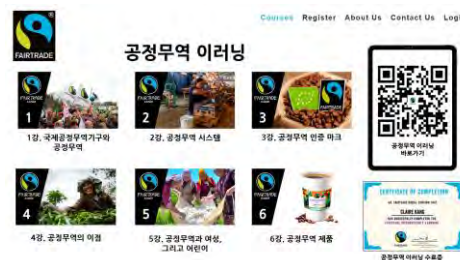 Courses Register About Us Contact Us Logi
FAIRTRADE
공정무역 이러닝
1
1강, 국제공정무역기구와
공정무역
2
2강, 공정무역 시스템
3
3강, 공정무역 인증 마크
4
4강, 공정무역의 이점
5
5강, 공정무역과 여성,
그리고 어린이
6
6강, 공정무역 제품
공정무역 이러닝
바로가기
CERTIFICATE OF COMPLETION
CLAIRE KANG
공정무역 이러닝 수료증